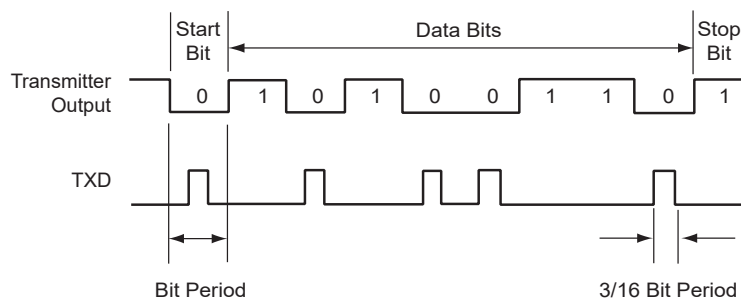 Start
Bit
Data Bits
Stop
Bit
Transmitter
Output
0 1 0 1 0 0 1 1 0 1
TXD
Bit Period
3/16 Bit Period